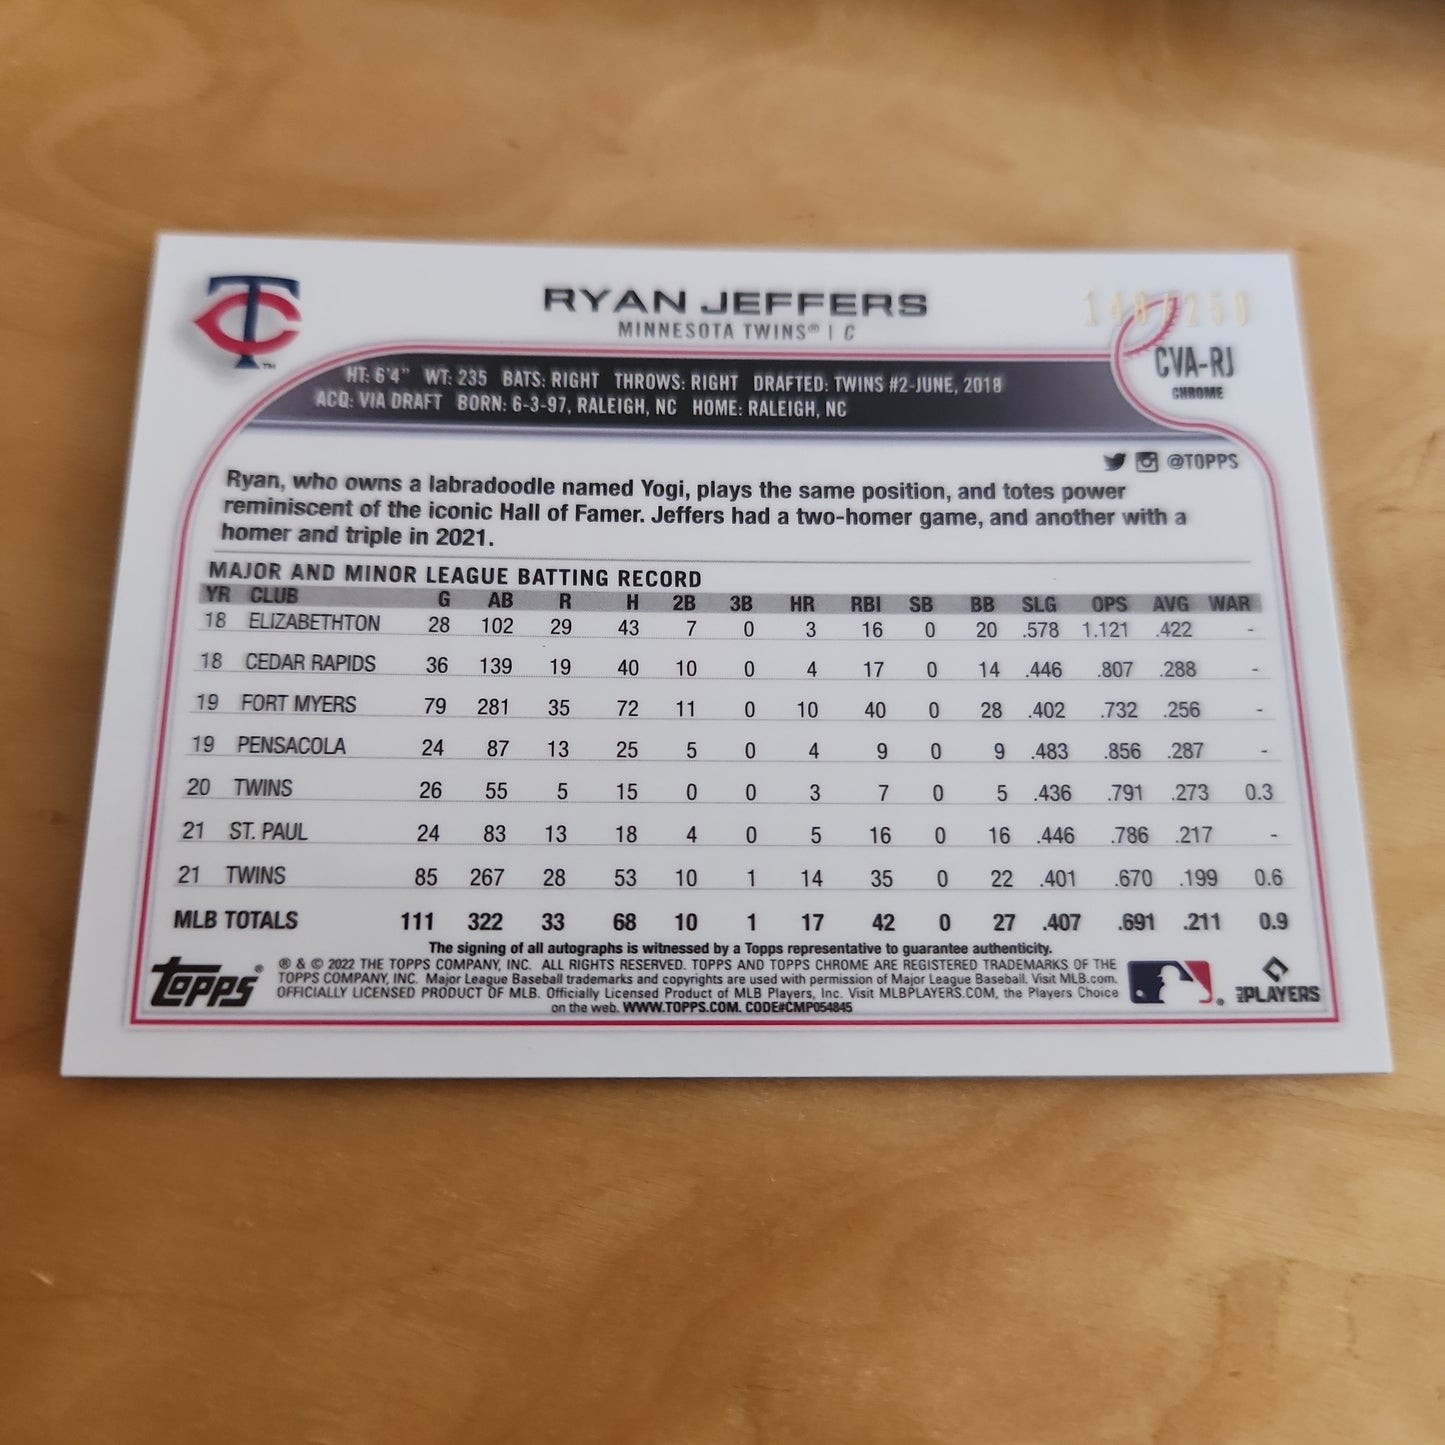 RYAN JEFFERS
MINNESOTA TWINS® | C
CVA-RJ
CHROME
HT: 6'4" WT: 235 BATS: RIGHT THROWS: RIGHT DRAFTED: TWINS #2-JUNE, 2018
ACQ: VIA DRAFT BORN: 6-3-97, RALEIGH, NC HOME: RALEIGH, NC
@TOPPS
Ryan, who owns a labradoodle named Yogi, plays the same position, and totes power
reminiscent of the iconic Hall of Famer. Jeffers had a two-homer game, and another with a
homer and triple in 2021.
MAJOR AND MINOR LEAGUE BATTING RECORD
YR CLUB G AB R H 2B 3B HR RBI SB BB SLG OPS AVG WAR
18 ELIZABETHTON 28 102 29 43 7 0 3 16 0 20 .578 1.121 .422 -
18 CEDAR RAPIDS 36 139 19 40 10 0 4 17 0 14 .446 .807 .288 -
19 FORT MYERS 79 281 35 72 11 0 10 40 0 28 .402 .732 .256 -
19 PENSACOLA 24 87 13 25 5 0 4 9 0 9 .483 .856 .287 -
20 TWINS 26 55 5 15 0 0 3 7 0 5 .436 .791 .273 0.3
21 ST. PAUL 24 83 13 18 4 0 5 16 0 16 .446 .786 .217 -
21 TWINS 85 267 28 53 10 1 14 35 0 22 .401 .670 .199 0.6
MLB TOTALS 111 322 33 68 10 1 17 42 0 27 .407 .691 .211 0.9
The signing of all autographs is witnessed by a Topps representative to guarantee authenticity.
topps®
® & © 2022 THE TOPPS COMPANY, INC. ALL RIGHTS RESERVED. TOPPS AND TOPPS CHROME ARE REGISTERED TRADEMARKS OF THE
TOPPS COMPANY, INC. Major League Baseball trademarks and copyrights are used with permission of Major League Baseball. Visit MLB.com.
OFFICIALLY LICENSED PRODUCT OF MLB. Officially Licensed Product of MLB Players, Inc. Visit MLBPLAYERS.COM, the Players Choice
on the web. WWW.TOPPS.COM. CODE#CMP054845
MLB PLAYERS